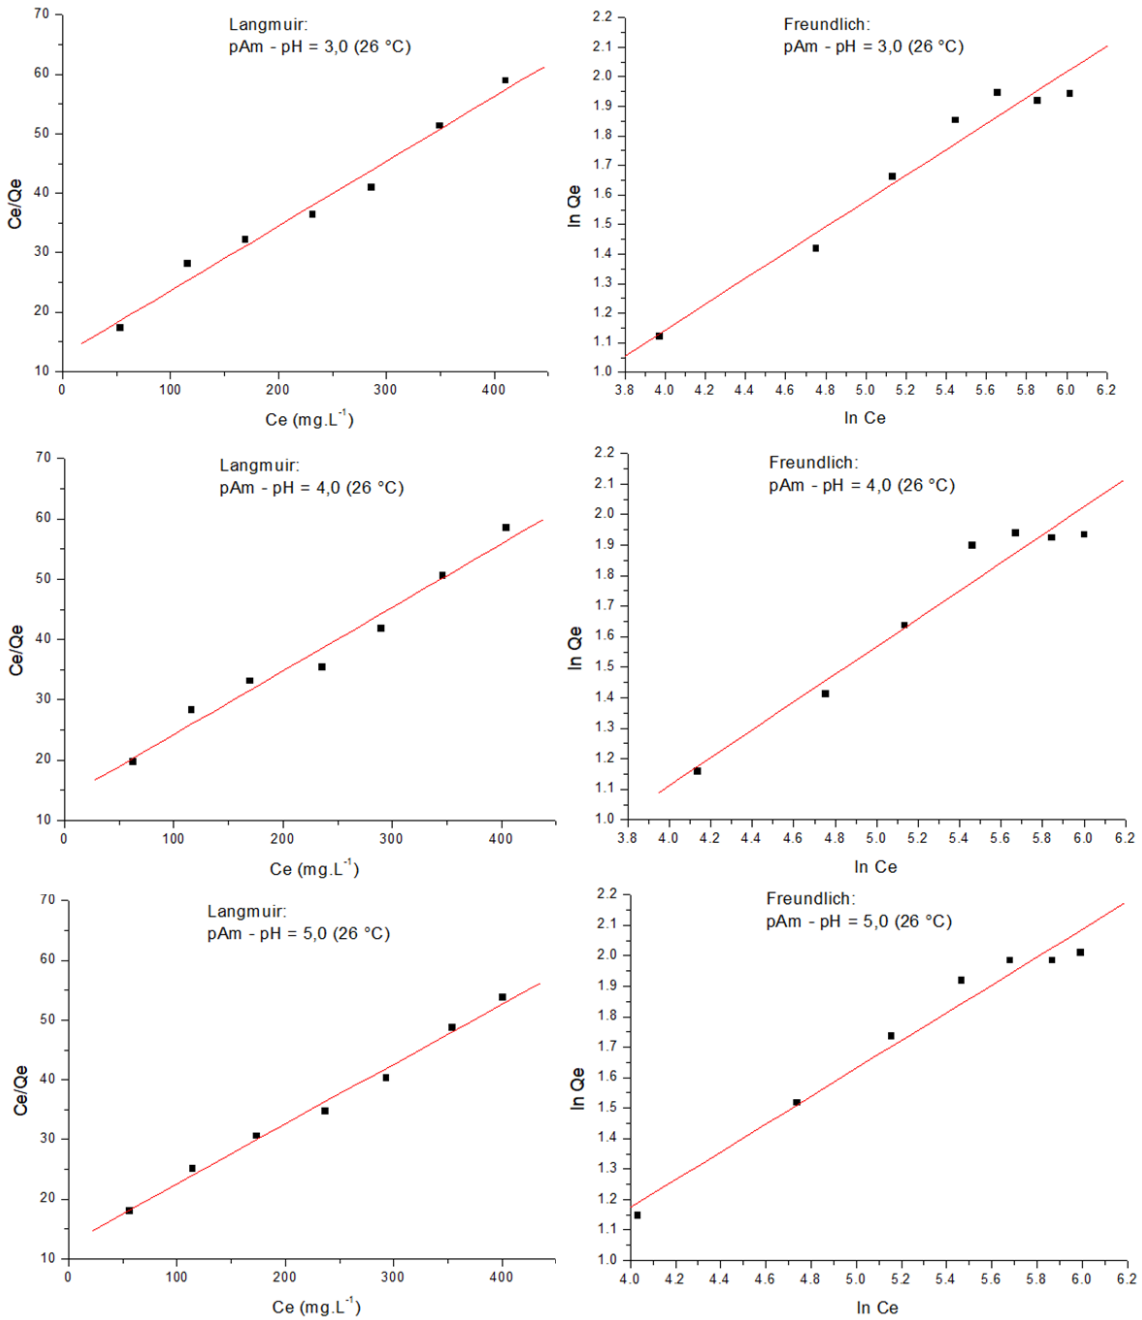 Langmuir:
pAm - pH = 3,0 (26 °C)
Ce/Qe
70
60
50
40
30
20
10
0
100
200
300
400
Ce (mg.L⁻¹)
Freundlich:
pAm - pH = 3,0 (26 °C)
ln Qe
2.2
2.1
2.0
1.9
1.8
1.7
1.6
1.5
1.4
1.3
1.2
1.1
1.0
3.8 4.0 4.2 4.4 4.6 4.8 5.0 5.2 5.4 5.6 5.8 6.0 6.2
ln Ce
Langmuir:
pAm - pH = 4,0 (26 °C)
Ce/Qe
70
60
50
40
30
20
10
0
100
200
300
400
Ce (mg.L⁻¹)
Freundlich:
pAm - pH = 4,0 (26 °C)
ln Qe
2.2
2.1
2.0
1.9
1.8
1.7
1.6
1.5
1.4
1.3
1.2
1.1
1.0
3.8 4.0 4.2 4.4 4.6 4.8 5.0 5.2 5.4 5.6 5.8 6.0 6.2
ln Ce
Langmuir:
pAm - pH = 5,0 (26 °C)
Ce/Qe
70
60
50
40
30
20
10
0
100
200
300
400
Ce (mg.L⁻¹)
Freundlich:
pAm - pH = 5,0 (26 °C)
ln Qe
2.2
2.1
2.0
1.9
1.8
1.7
1.6
1.5
1.4
1.3
1.2
1.1
1.0
4.0 4.2 4.4 4.6 4.8 5.0 5.2 5.4 5.6 5.8 6.0 6.2
ln Ce